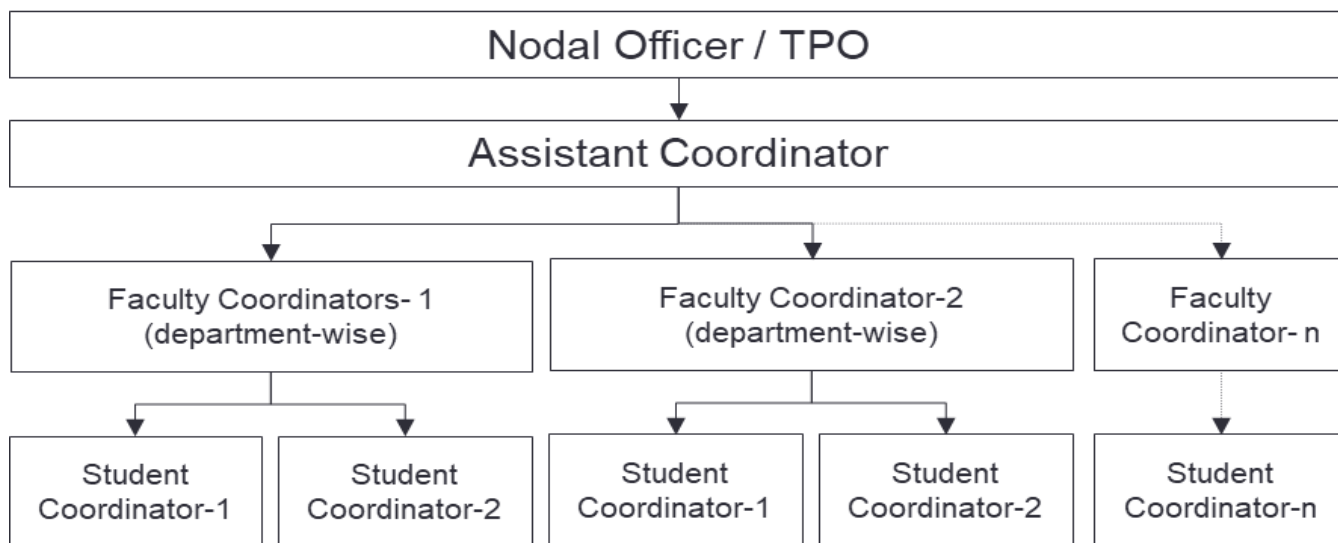 Nodal Officer / TPO
Assistant Coordinator
Faculty Coordinators- 1
(department-wise)
Faculty Coordinator-2
(department-wise)
Faculty
Coordinator- n
Student
Coordinator-1
Student
Coordinator-2
Student
Coordinator-1
Student
Coordinator-2
Student
Coordinator-n